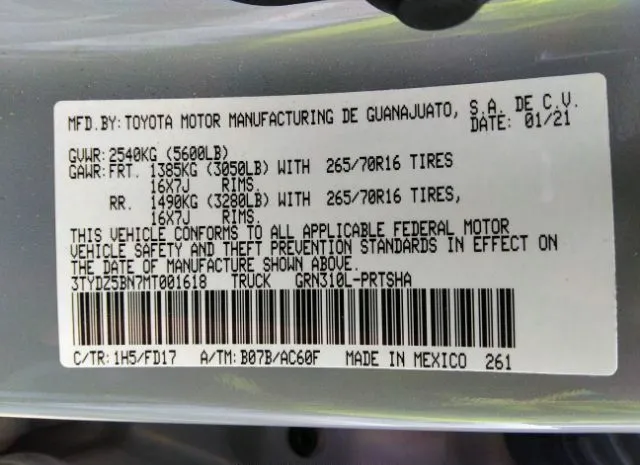 MFD.BY:TOYOTA MOTOR MANUFACTURING DE GUANAJUATO, S.A. DE C.V.
DATE: 01/21
GVWR:2540KG (5600LB)
GAWR:FRT. 1385KG (3050LB) WITH 265/70R16 TIRES
16X7J RIMS.
RR. 1490KG (3280LB) WITH 265/70R16 TIRES,
16X7J RIMS.
THIS VEHICLE CONFORMS TO ALL APPLICABLE FEDERAL MOTOR
VEHICLE SAFETY AND THEFT PREVENTION STANDARDS IN EFFECT ON
THE DATE OF MANUFACTURE SHOWN ABOVE.
3TYDZ5BN7MT001618 TRUCK GRN310L-PRTSHA
C/TR:1H5/FD17 A/TM:B07B/AC60F MADE IN MEXICO 261